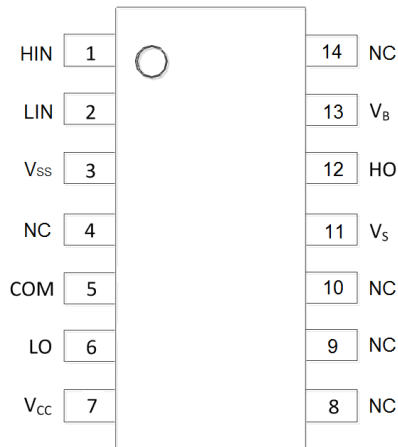 HIN 1 14 NC
LIN 2 13 VB
VSS 3 12 HO
NC 4 11 VS
COM 5 10 NC
LO 6 9 NC
VCC 7 8 NC